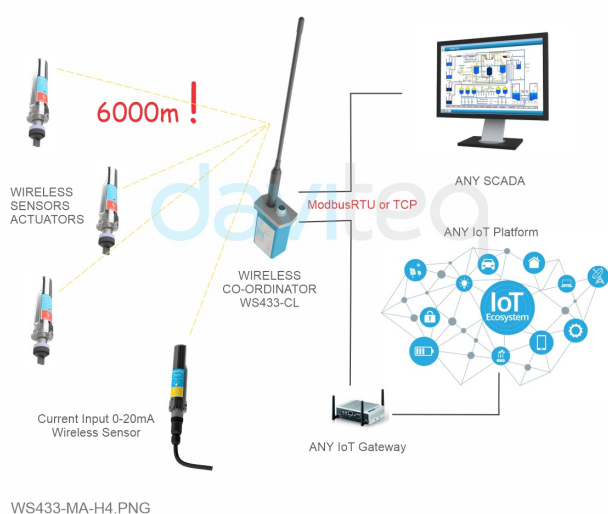 6000m!
WIRELESS
SENSORS
ACTUATORS
daviteq
ModbusRTU or TCP
ANY SCADA
ANY IoT Platform
WIRELESS
CO-ORDINATOR
WS433-CL
IoT
Ecosystem
Current Input 0-20mA
Wireless Sensor
ANY IoT Gateway
WS433-MA-H4.PNG